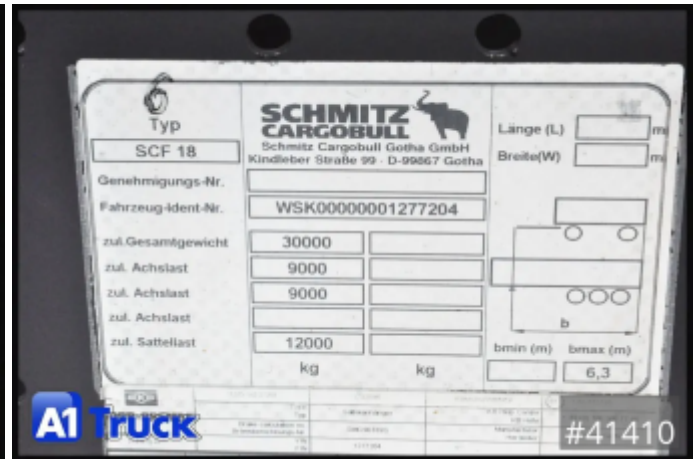 6
Typ
SCF 18
SCHMITZ
CARGOBULL
Schmitz Cargobull Gotha GmbH
Kindleber Straße 99 - D-99867 Gotha
Länge (L) m
Breite(W) m
Genehmigungs-Nr.
Fahrzeug-Ident-Nr. WSK00000001277204
zul.Gesamtgewicht 30000
zul. Achslast 9000
zul. Achslast 9000
zul. Achslast
zul. Sattellast 12000
kg kg
b
bmin (m) bmax (m)
6,3
A1 Truck
#41410